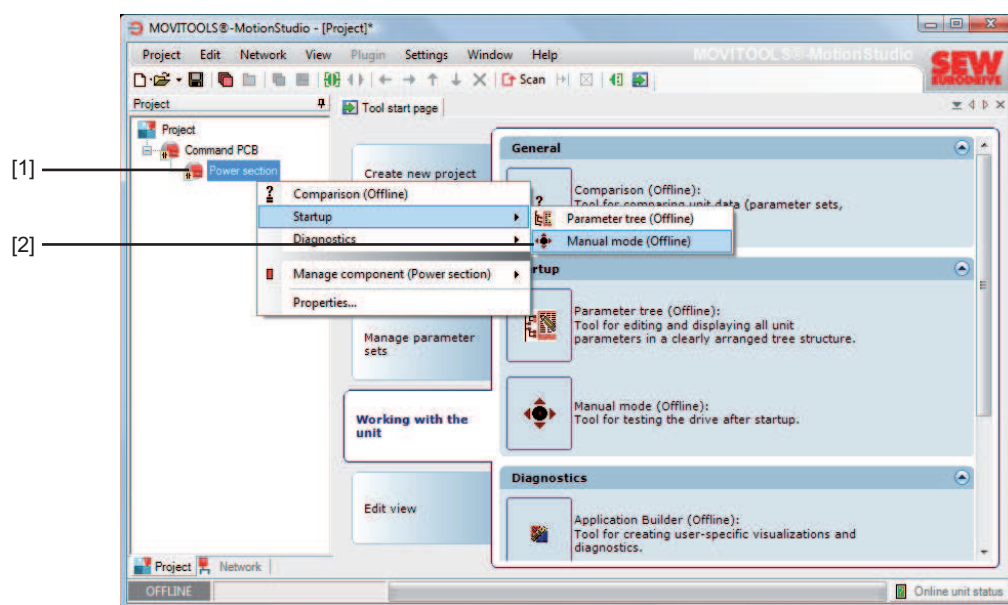 MOVITOOLS®-MotionStudio - [Project]*
Project Edit Network View Plugin Settings Window Help
MOVITOOLS®-MotionStudio
SEW
EURODRIVE
Scan
Project
Tool start page
Project
Command PCB
[1]
Power section
Create new project
General
Comparison (Offline):
Tool for comparing unit data (parameter sets,
Comparison (Offline)
Startup
Diagnostics
Manage component (Power section)
Properties...
Parameter tree (Offline)
[2]
Manual mode (Offline)
rtup
Manage parameter
sets
Parameter tree (Offline):
Tool for editing and displaying all unit
parameters in a clearly arranged tree structure.
Working with the
unit
Manual mode (Offline):
Tool for testing the drive after startup.
Diagnostics
Edit view
Application Builder (Offline):
Tool for creating user-specific visualizations and
diagnostics.
Project Network
OFFLINE
Online unit status